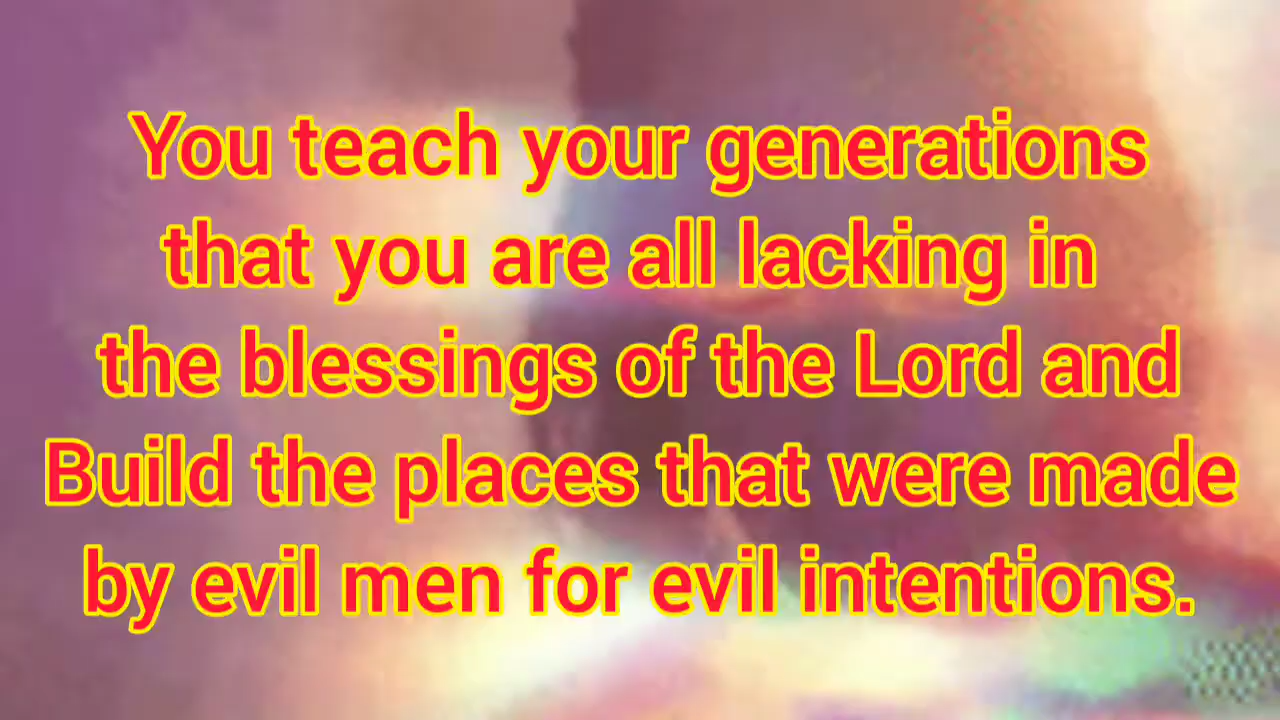 You teach your generations
that you are all lacking in
the blessings of the Lord and
Build the places that were made
by evil men for evil intentions.